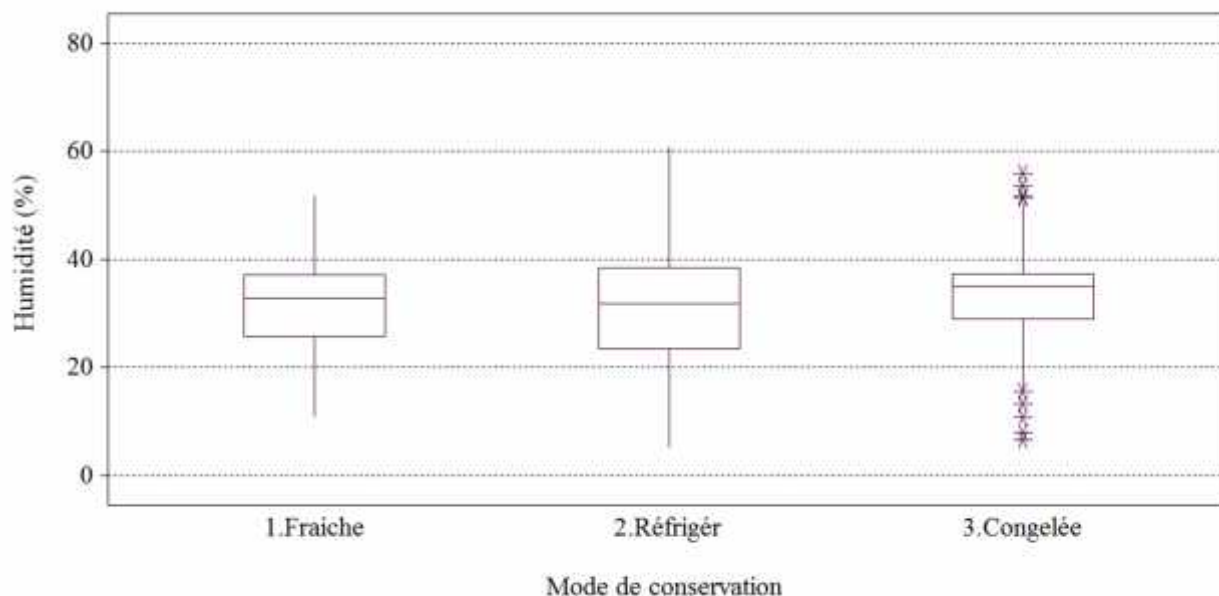 80
60
40
20
0
Humidité (%)
1.Fraiche 2.Réfrigér 3.Congelée
Mode de conservation